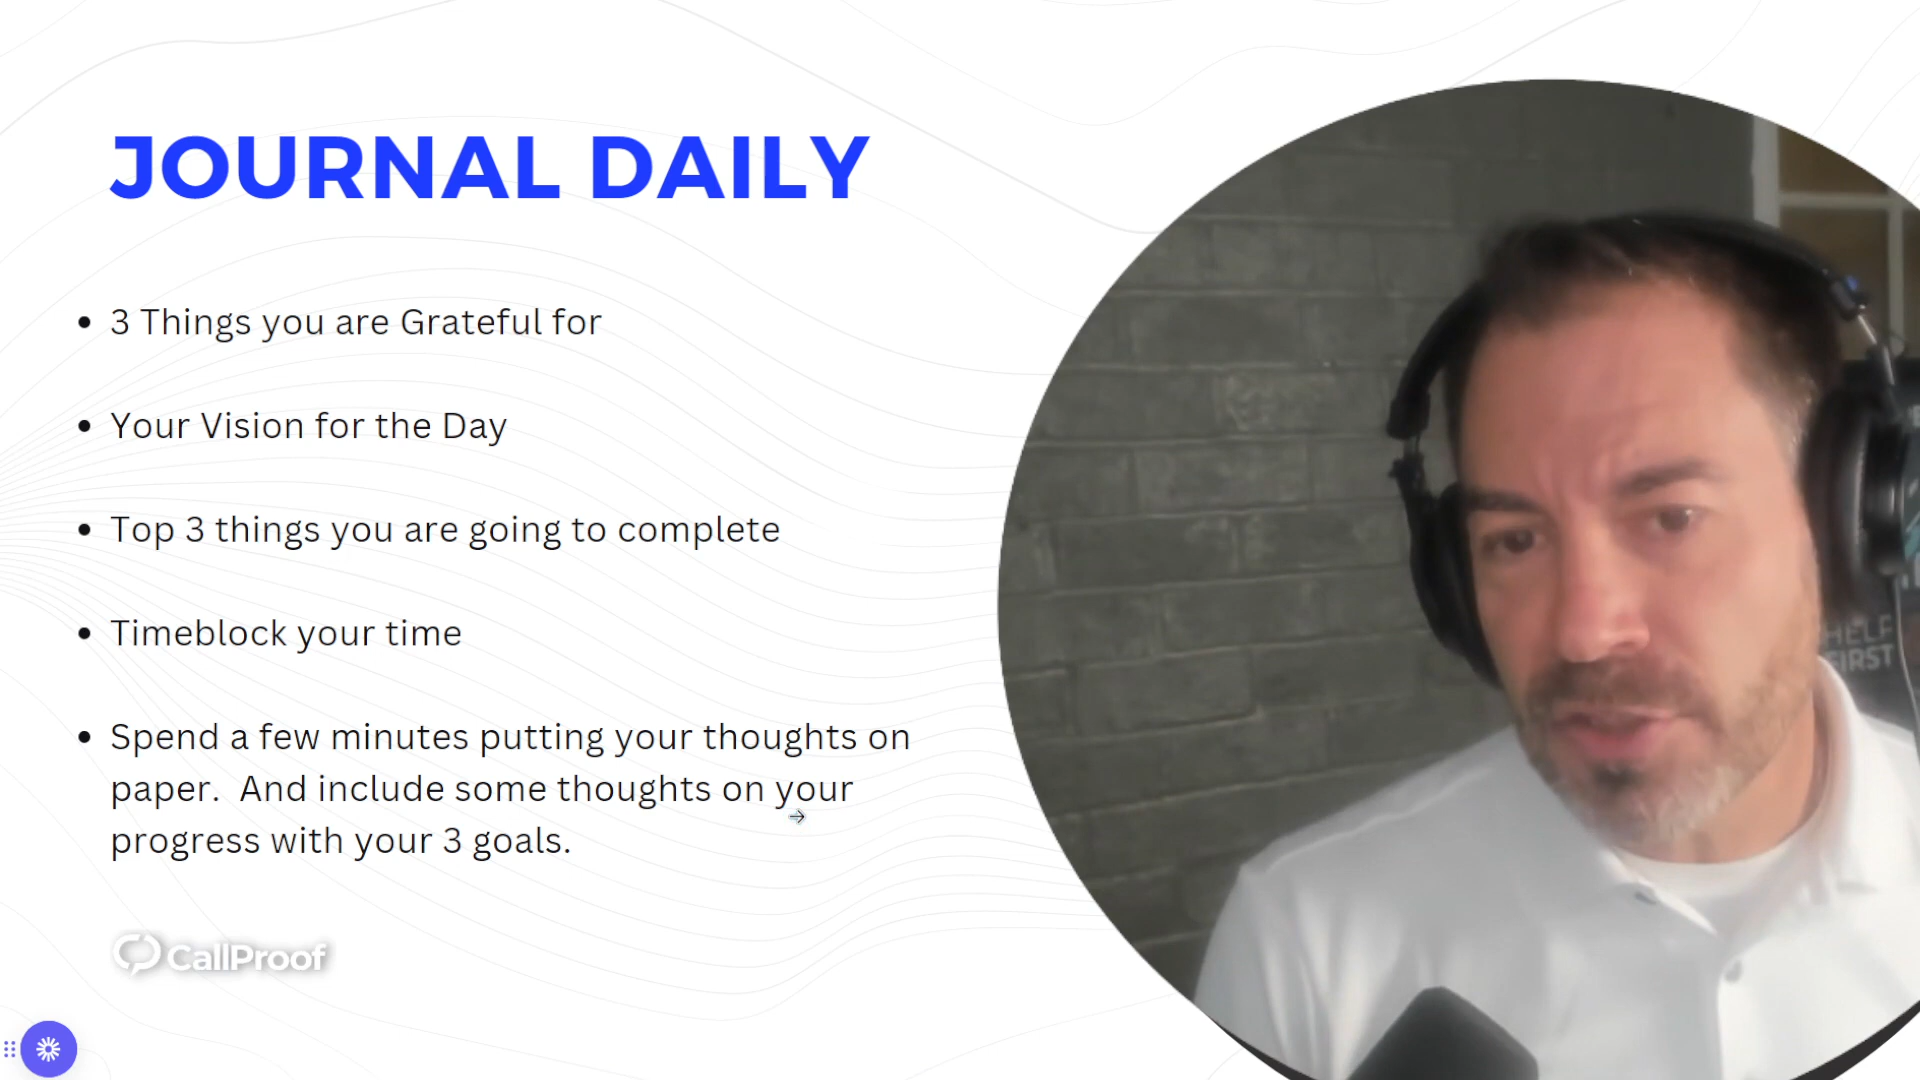 JOURNAL DAILY
• 3 Things you are Grateful for
• Your Vision for the Day
• Top 3 things you are going to complete
• Timeblock your time
• Spend a few minutes putting your thoughts on
paper.  And include some thoughts on your
progress with your 3 goals.
CallProof
HELF
FIRST